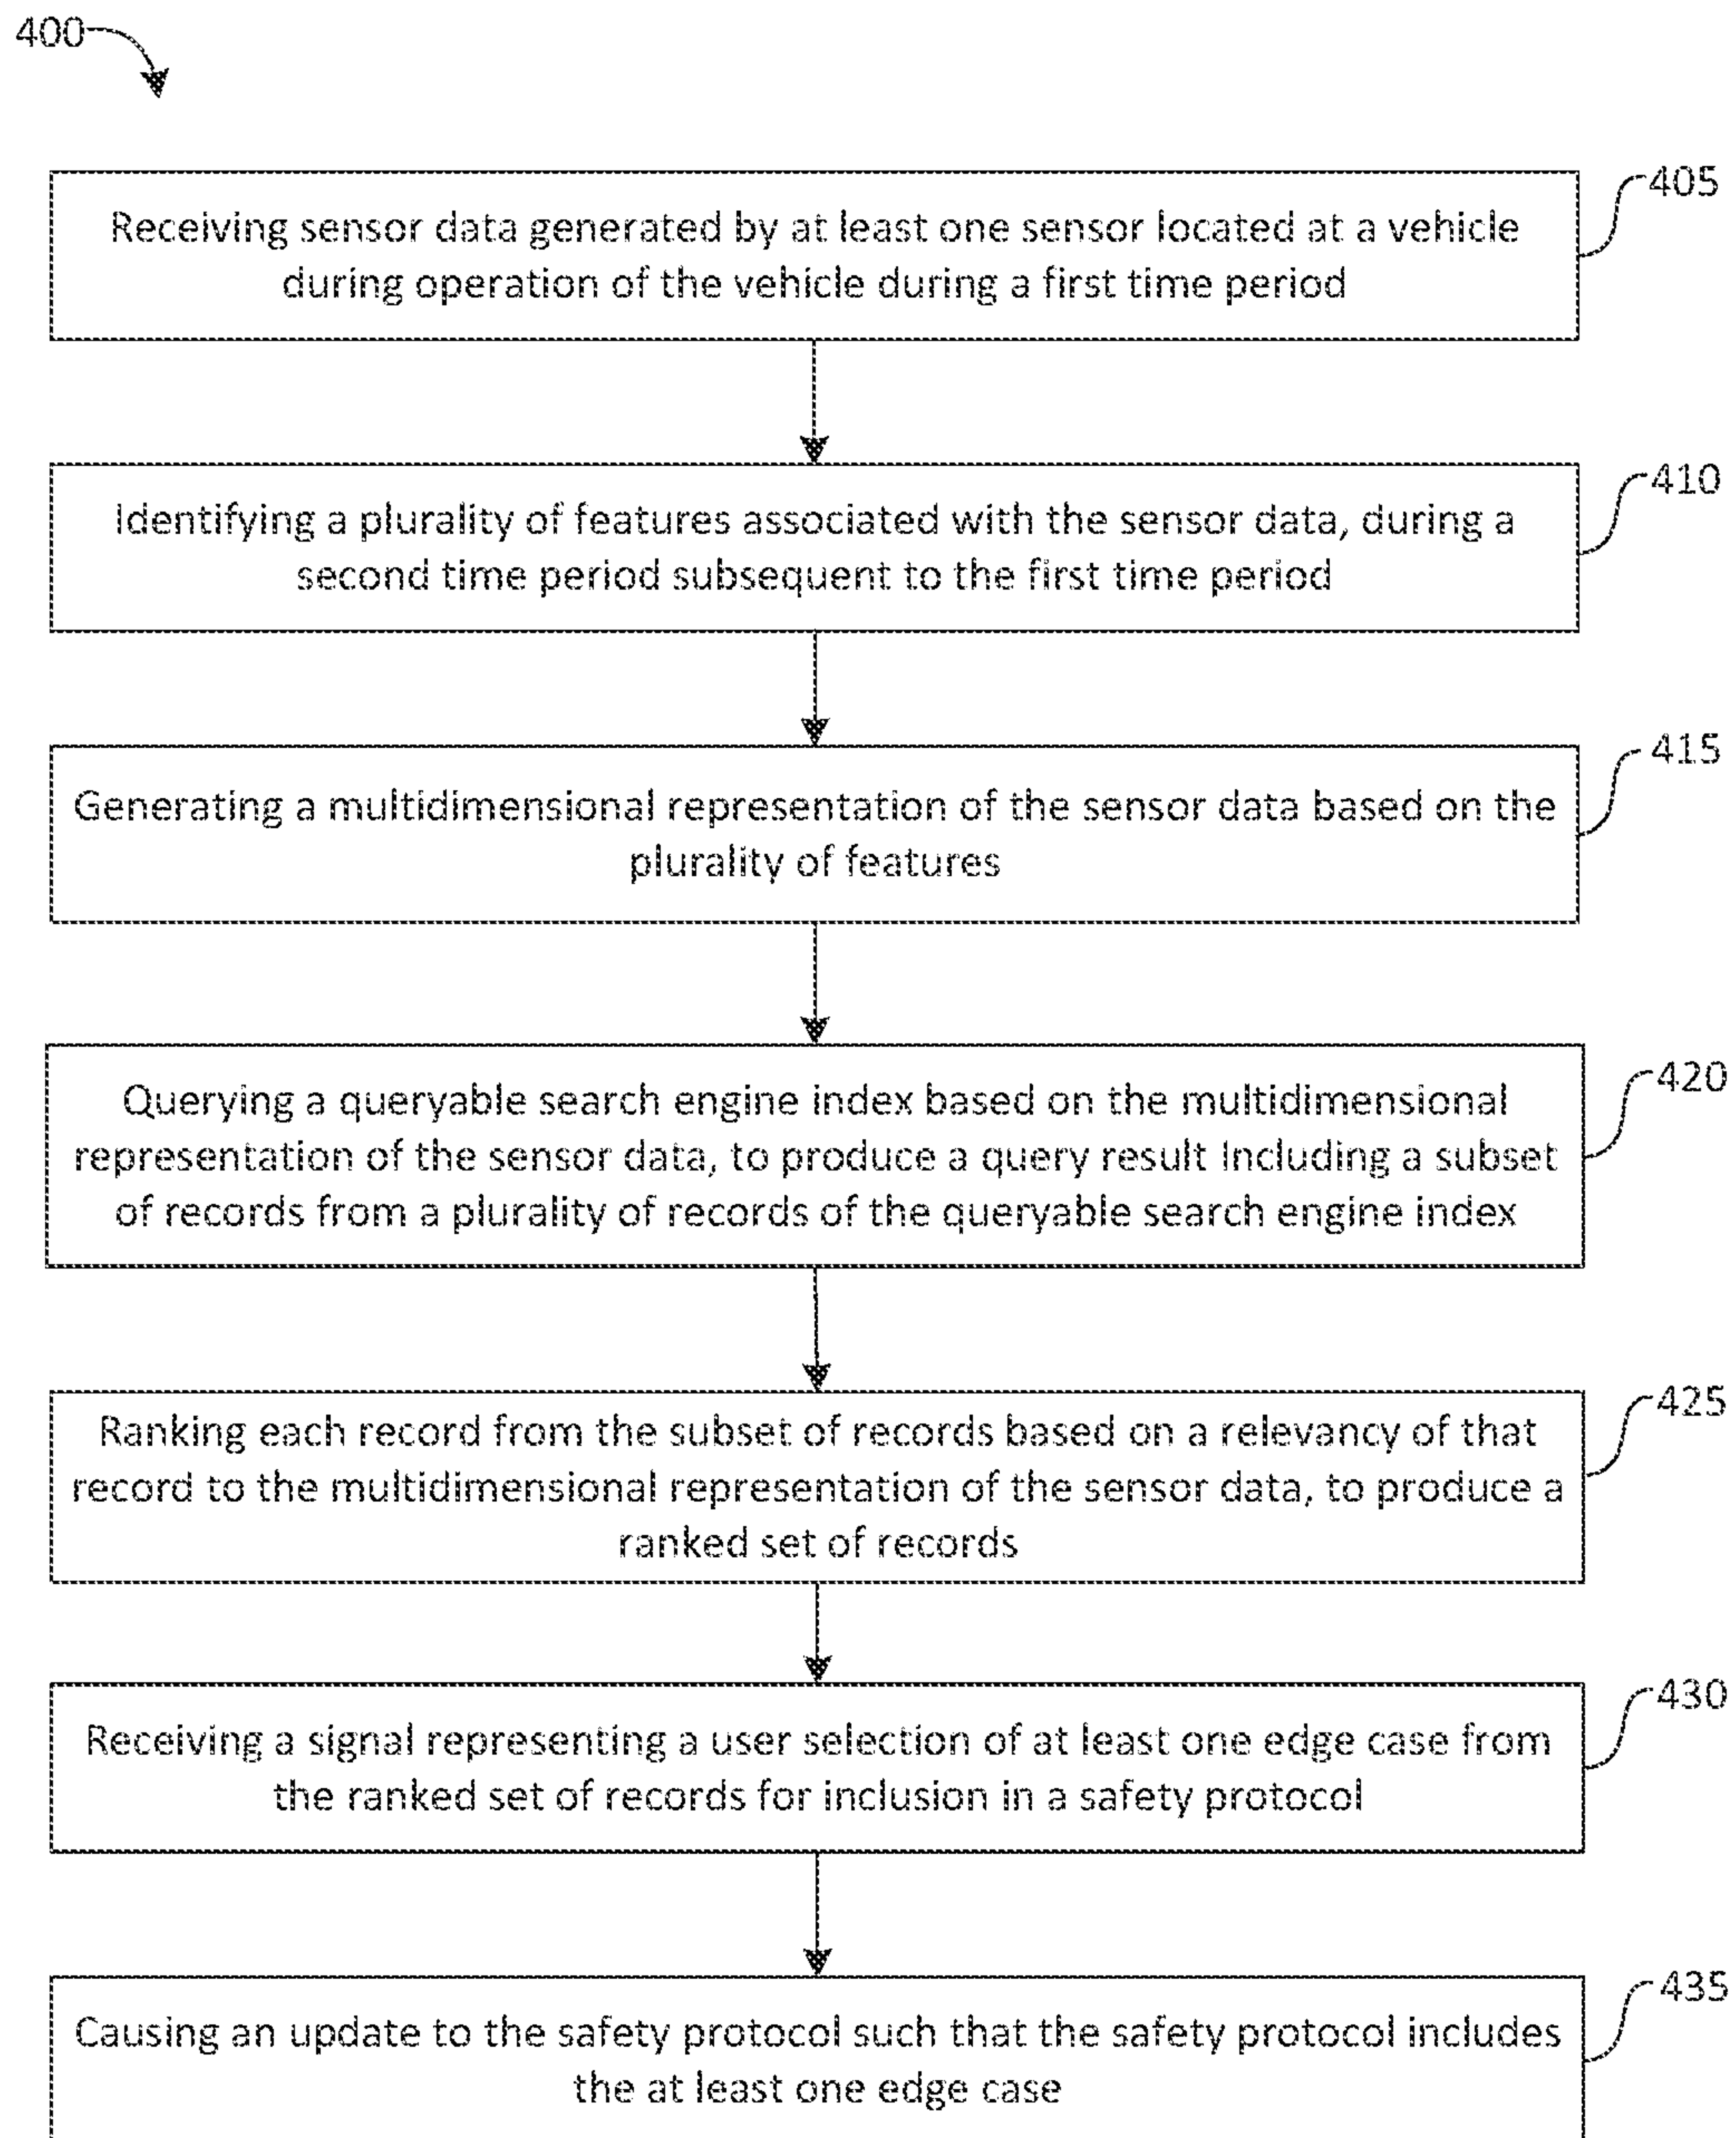 400
405
Receiving sensor data generated by at least one sensor located at a vehicle
during operation of the vehicle during a first time period
410
Identifying a plurality of features associated with the sensor data, during a
second time period subsequent to the first time period
415
Generating a multidimensional representation of the sensor data based on the
plurality of features
420
Querying a queryable search engine index based on the multidimensional
representation of the sensor data, to produce a query result Including a subset
of records from a plurality of records of the queryable search engine index
425
Ranking each record from the subset of records based on a relevancy of that
record to the multidimensional representation of the sensor data, to produce a
ranked set of records
430
Receiving a signal representing a user selection of at least one edge case from
the ranked set of records for inclusion in a safety protocol
435
Causing an update to the safety protocol such that the safety protocol includes
the at least one edge case